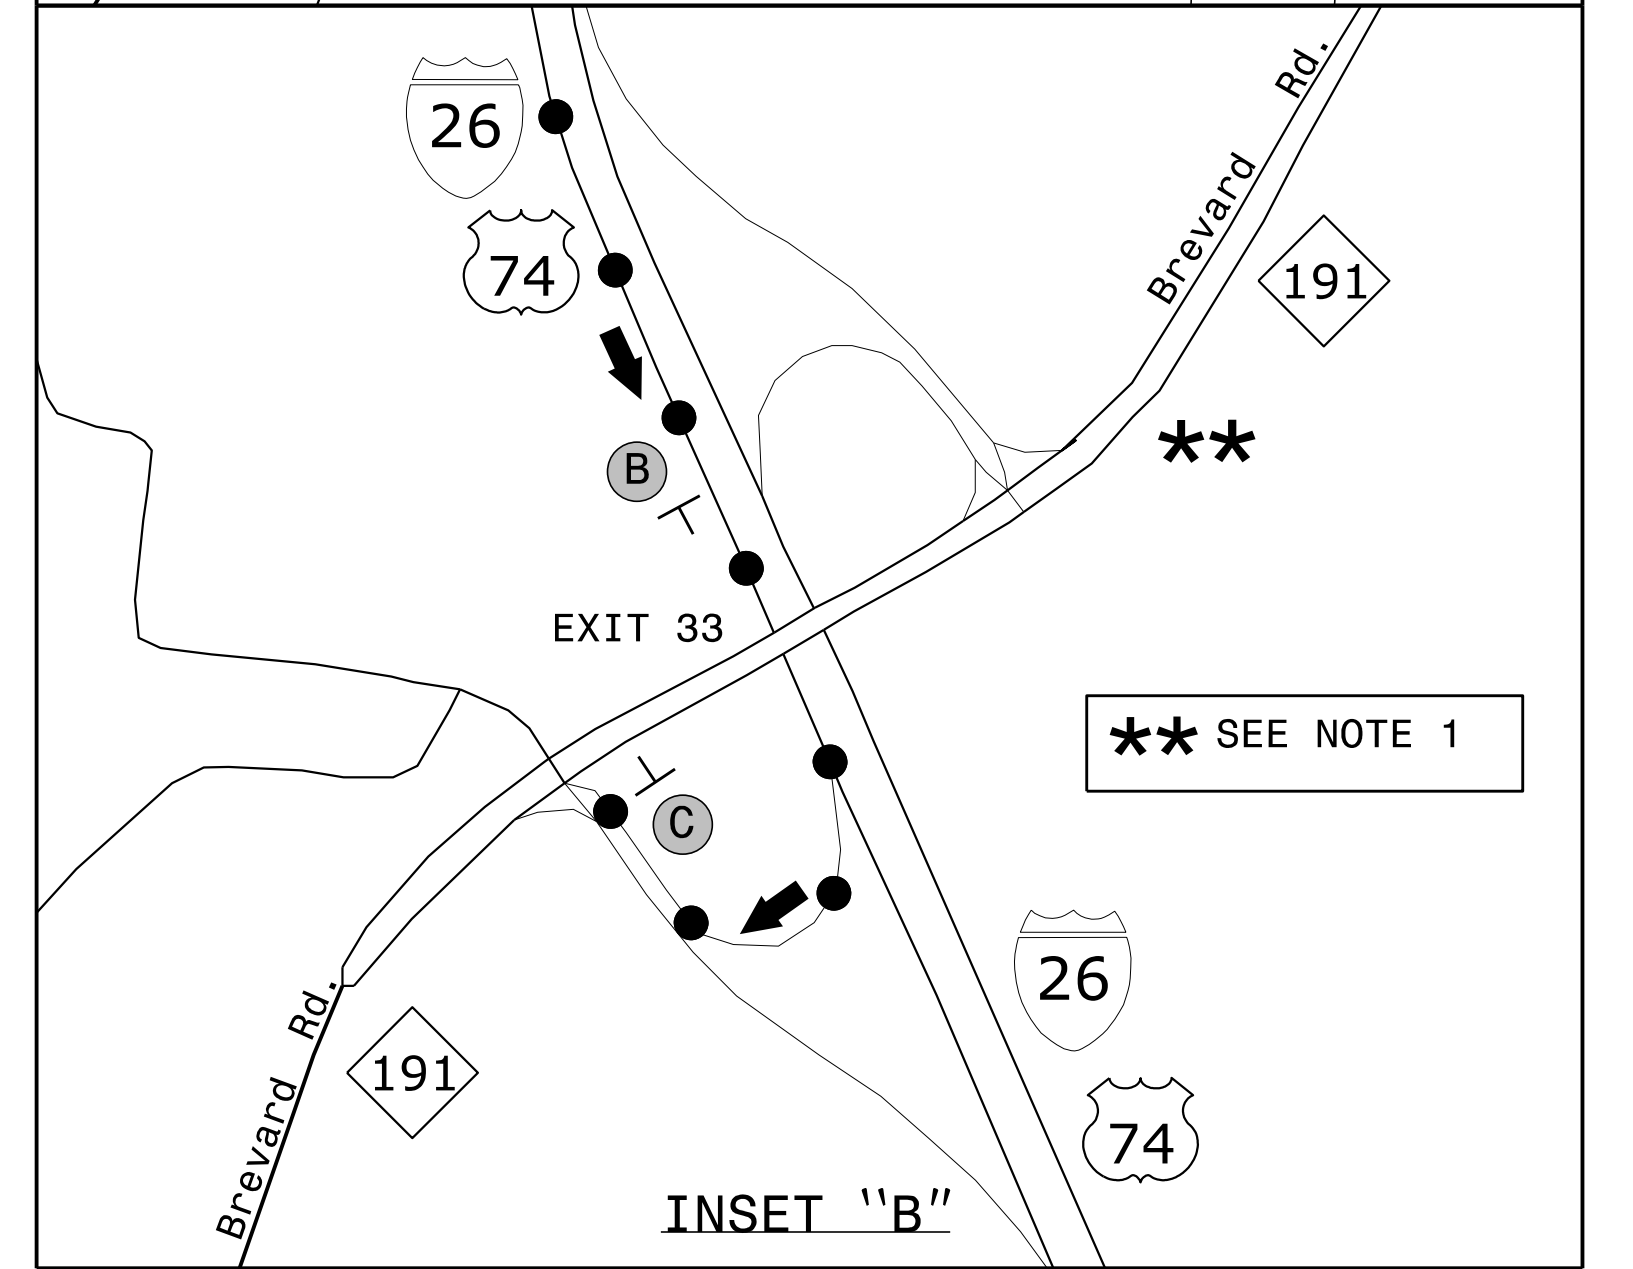 26
Brevard Rd.
74
191
**
B
EXIT 33
** SEE NOTE 1
C
26
Brevard Rd.
191
74
INSET "B"